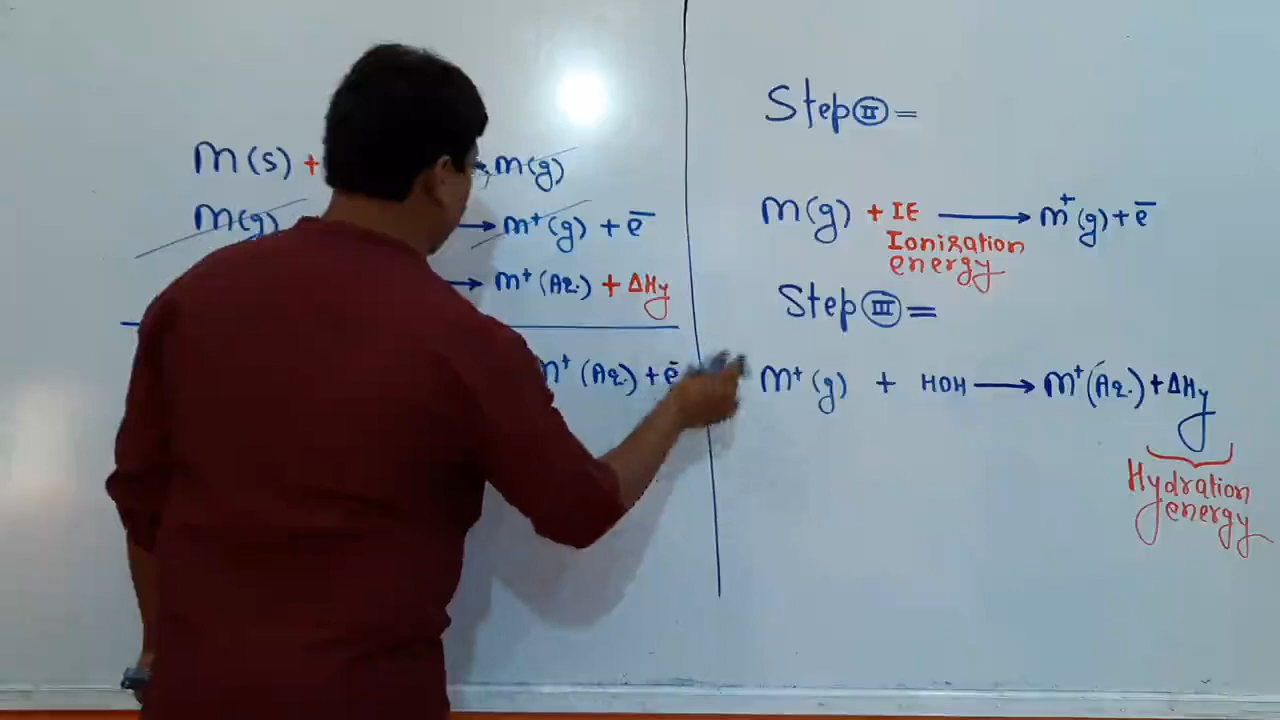 m(s) + m(g)
m(g) → m⁺(g) + e̅
→ m⁺(Aq.) + ΔHy
m⁺(Aq.) + e̅
Step II =
m(g) + IE → m⁺(g) + e̅
Ionization
energy
Step III =
m⁺(g) + HOH → m⁺(Aq.) + ΔHy
Hydration
energy